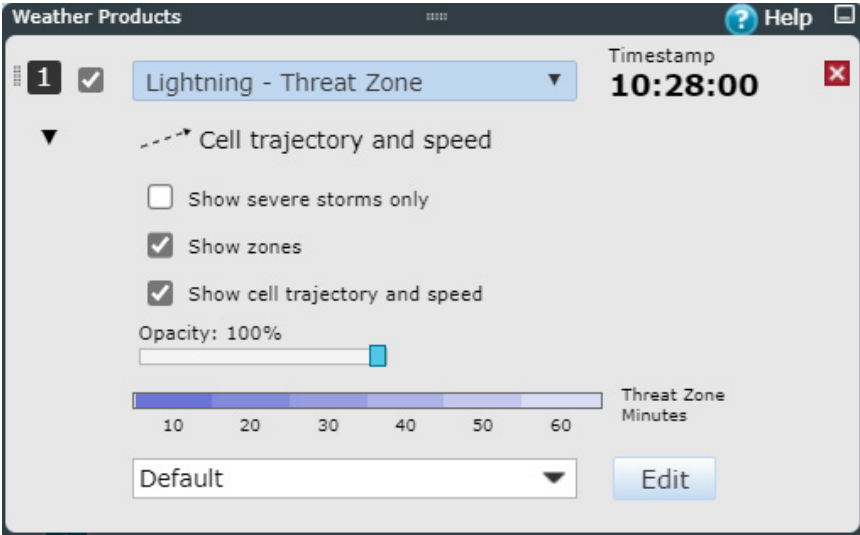 Weather Products
Help
1
Lightning - Threat Zone
Timestamp
10:28:00
Cell trajectory and speed
Show severe storms only
Show zones
Show cell trajectory and speed
Opacity: 100%
Threat Zone
Minutes
10 20 30 40 50 60
Default
Edit